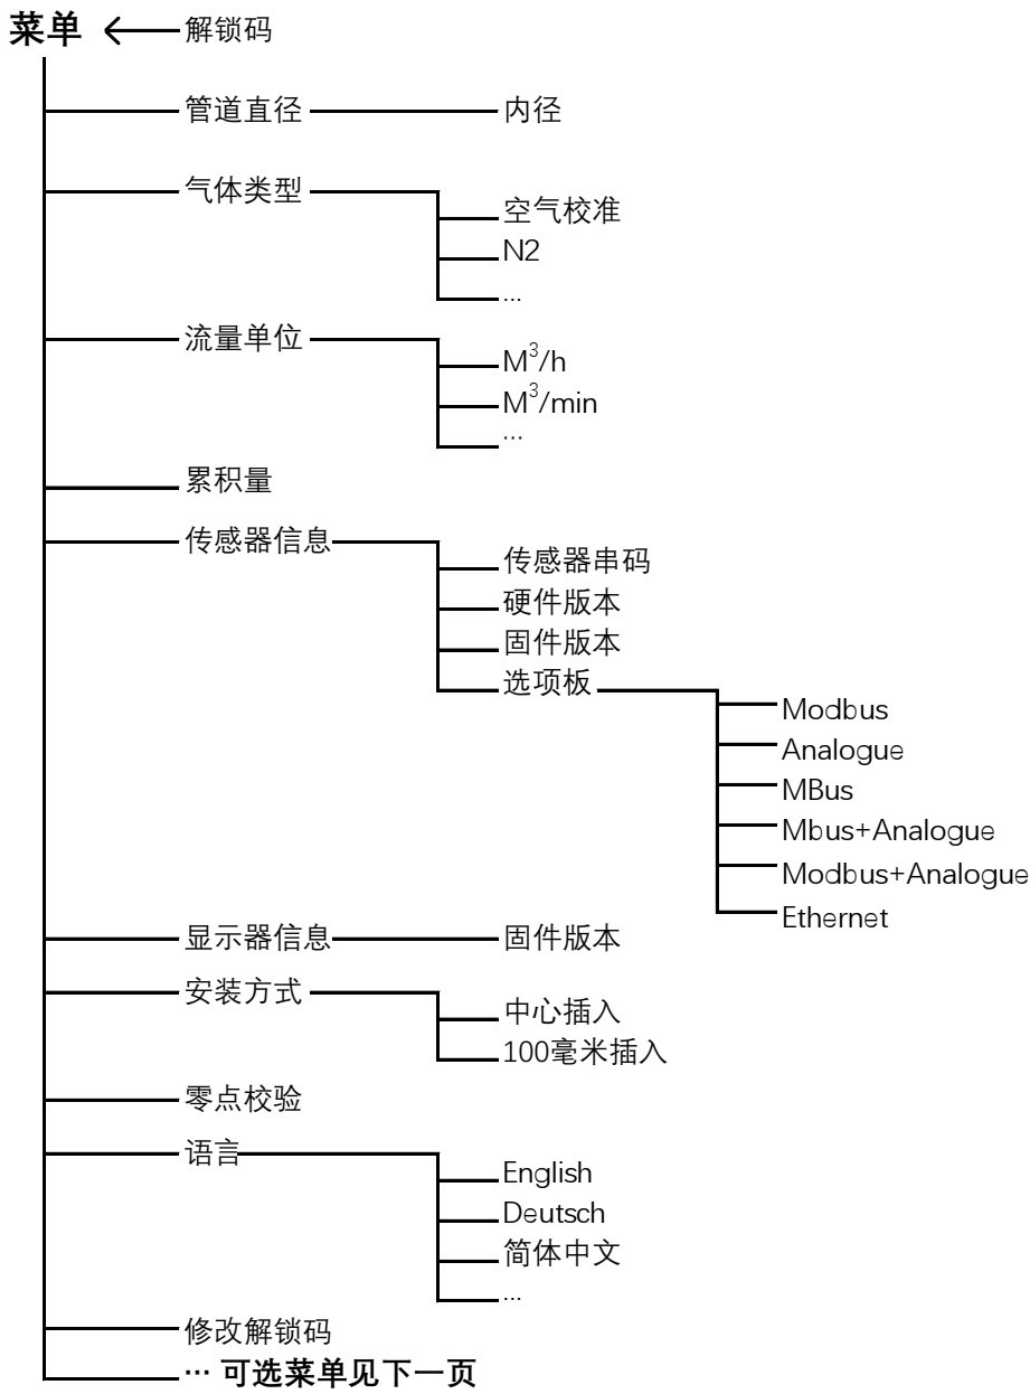 菜单 解锁码
管道直径 内径
气体类型
空气校准
N2
...
流量单位
M³/h
M³/min
...
累积量
传感器信息
传感器串码
硬件版本
固件版本
选项板
Modbus
Analogue
MBus
Mbus+Analogue
Modbus+Analogue
Ethernet
显示器信息 固件版本
安装方式
中心插入
100毫米插入
零点校验
语言
English
Deutsch
简体中文
...
修改解锁码
... 可选菜单见下一页